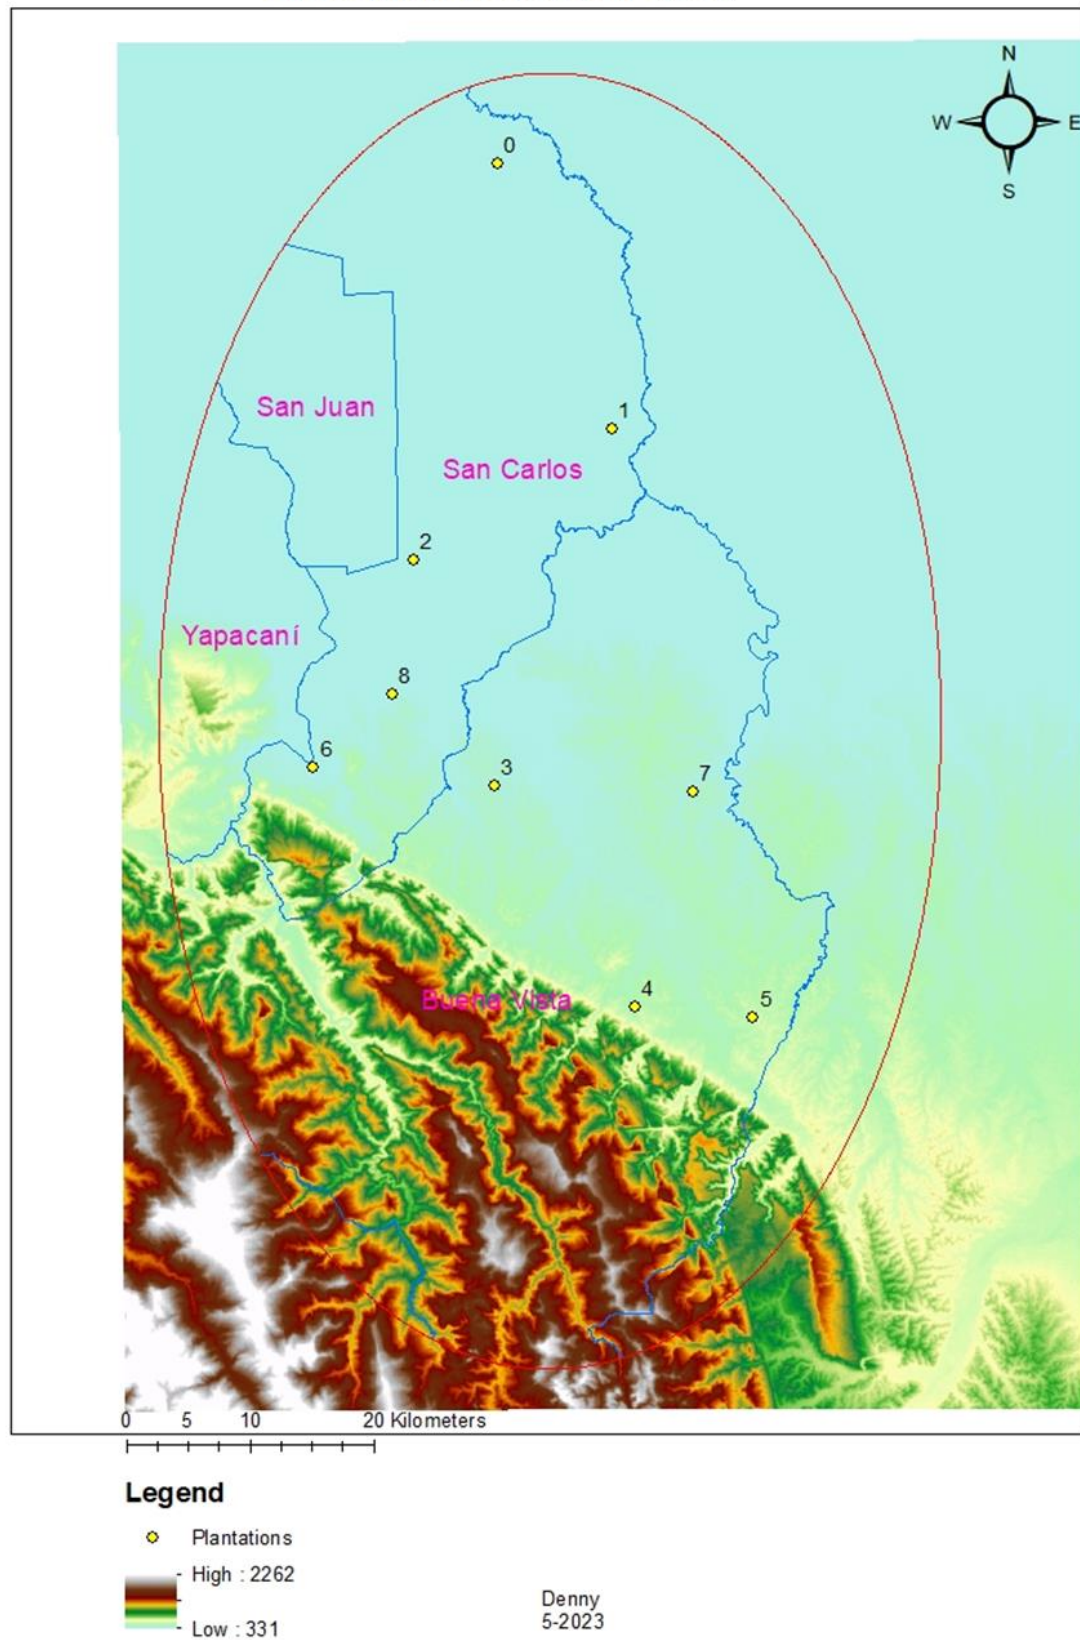 N
W E
S
0
San Juan
1
San Carlos
2
Yapacaní
8
6
3
7
Buena Vista
4
5
0 5 10 20 Kilometers
Legend
Plantations
High : 2262
Low : 331
Denny
5-2023